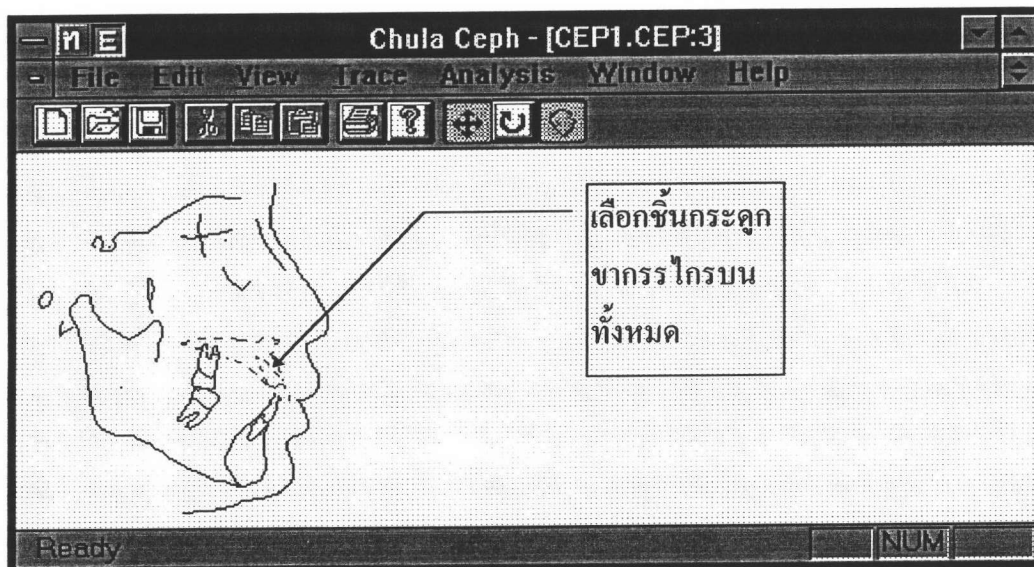 ท E Chula Ceph - [CEP1.CEP:3]
File Edit View Trace Analysis Window Help
เลือกชิ้นกระดูก
ขากรรไกรบน
ทั้งหมด
Ready NUM